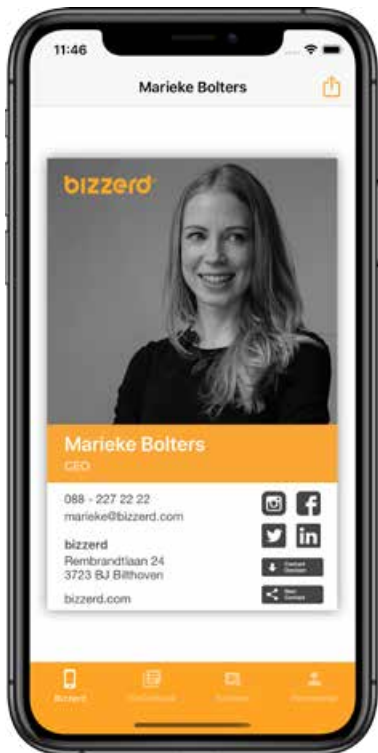 11:46
Marieke Bolters
bizzerd
Marieke Bolters
CEO
088 - 227 22 22
marieke@bizzerd.com
bizzerd
Rembrandtlaan 24
3723 BJ Bilthoven
bizzerd.com
Bizzerd